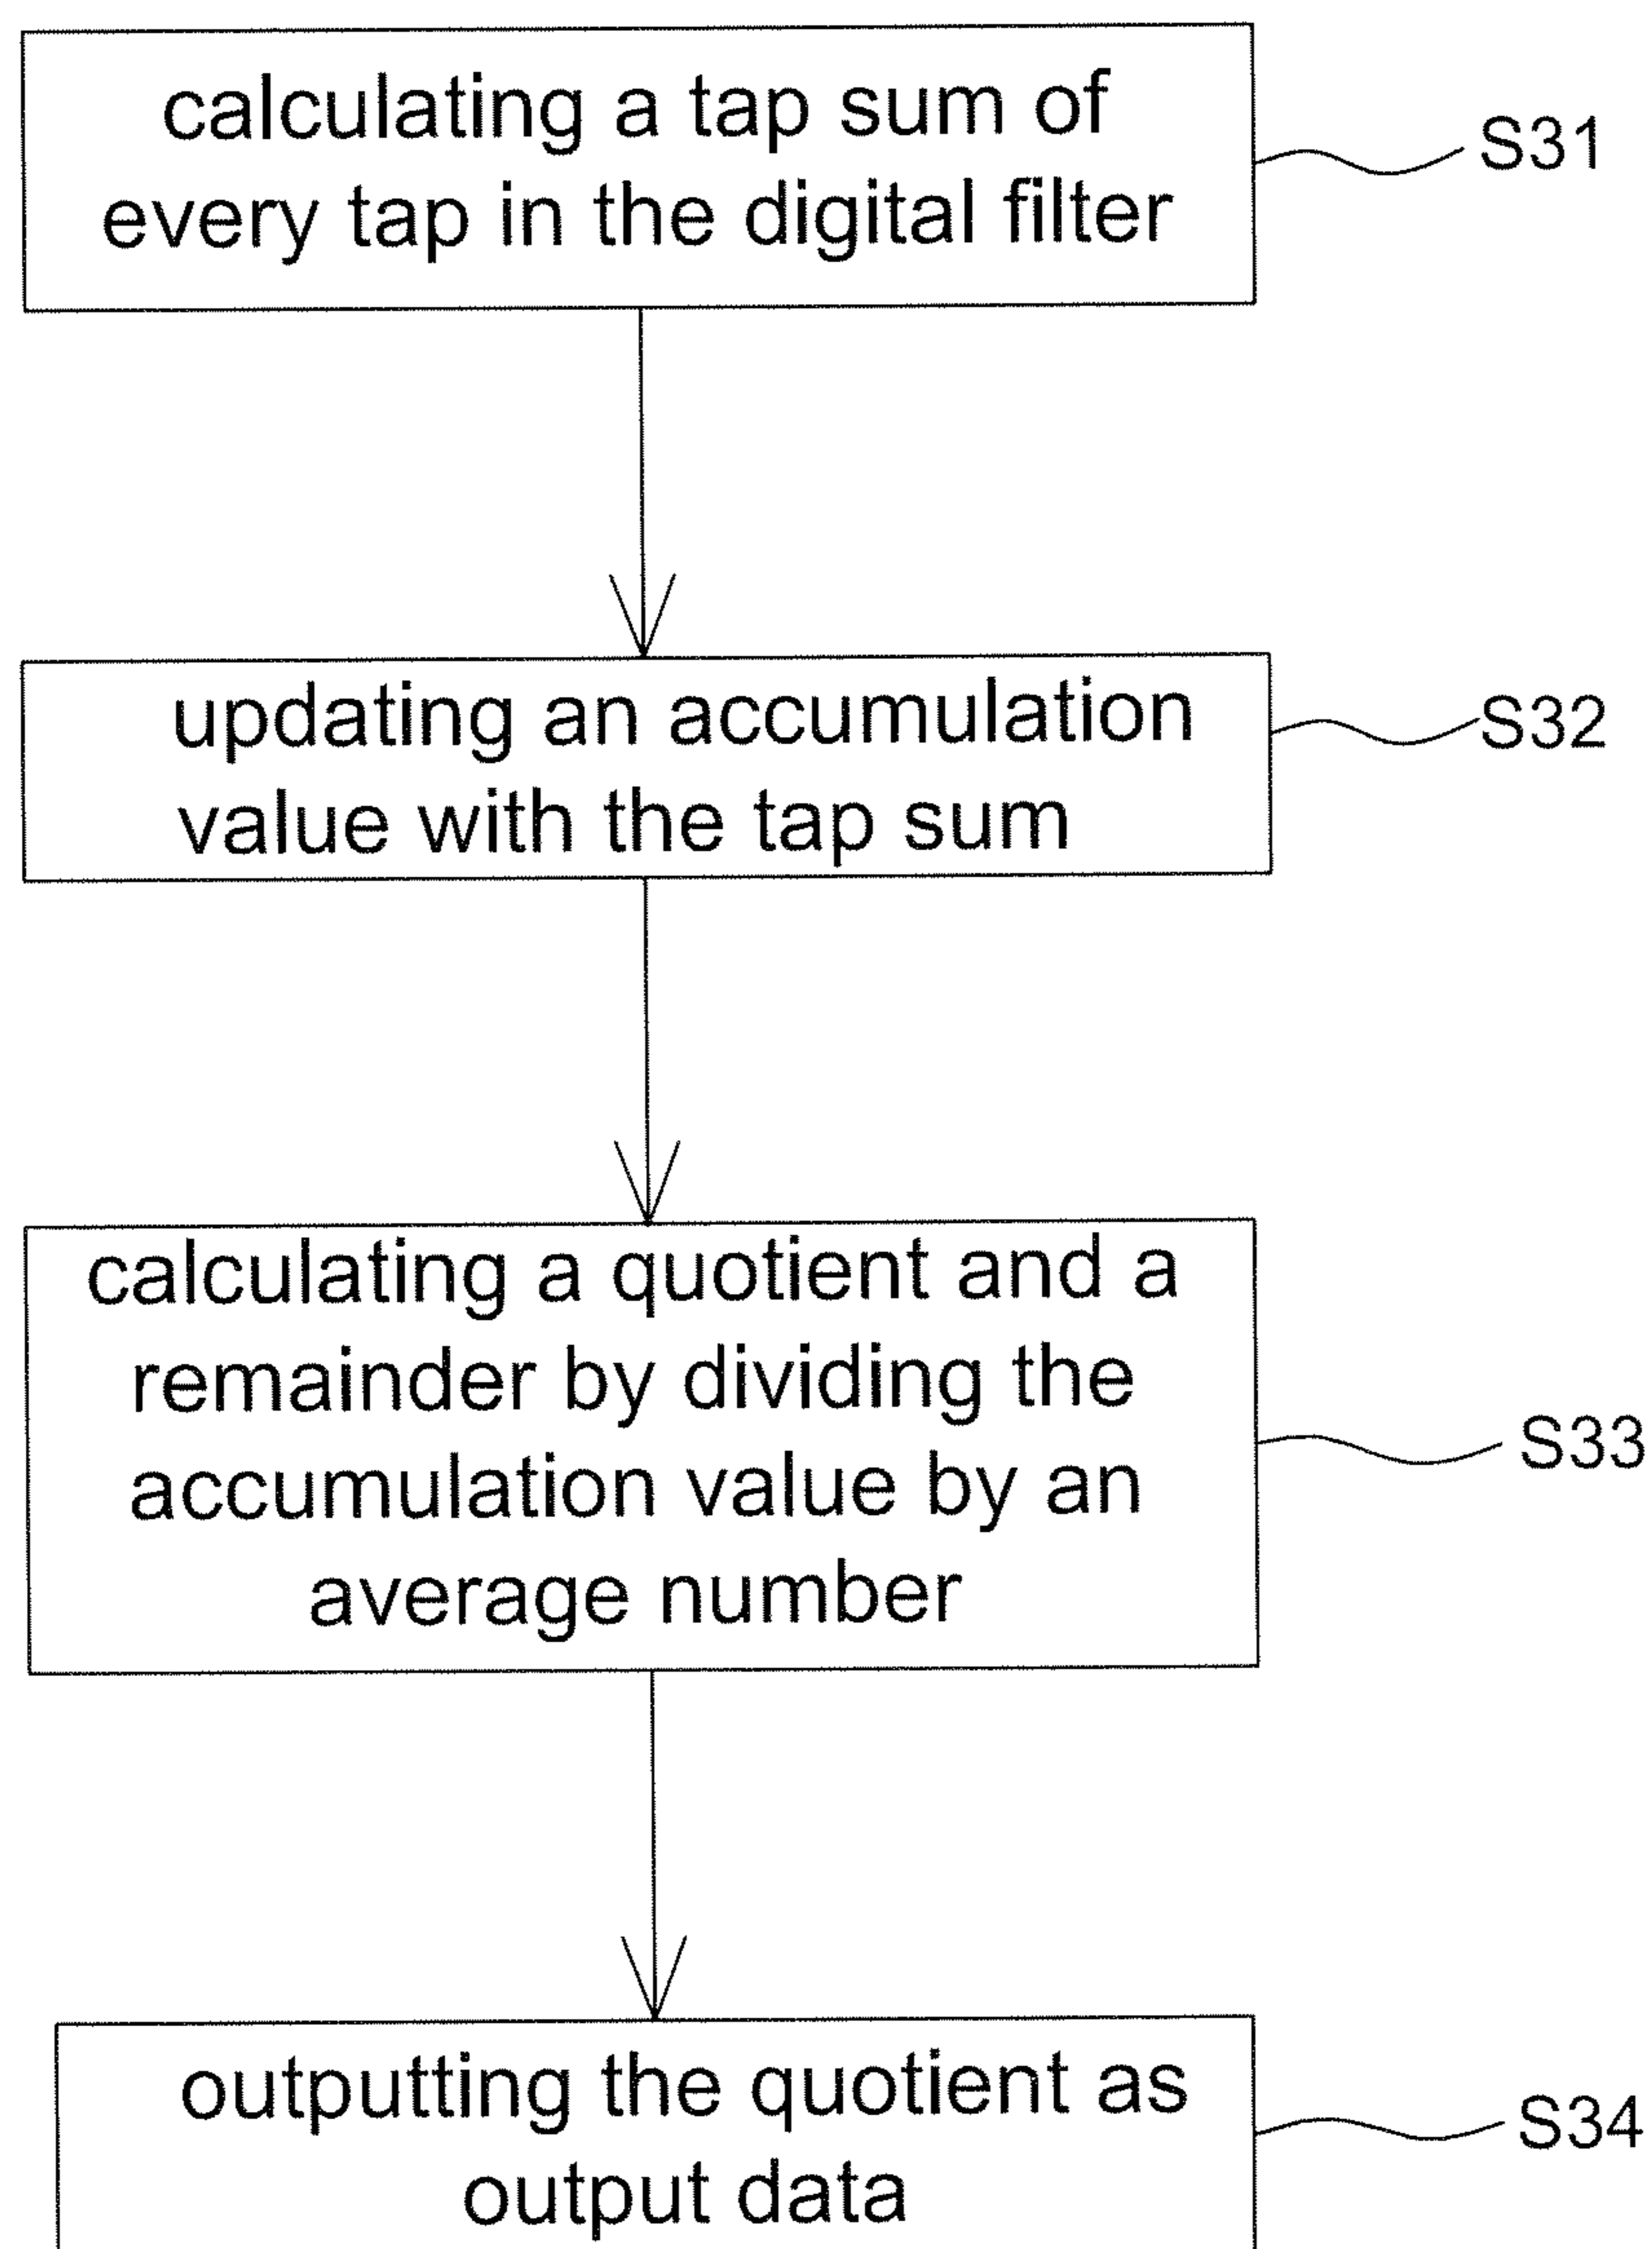 calculating a tap sum of
every tap in the digital filter
S31
updating an accumulation
value with the tap sum
S32
calculating a quotient and a
remainder by dividing the
accumulation value by an
average number
S33
outputting the quotient as
output data
S34